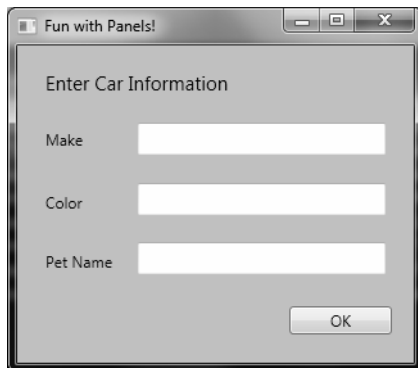 Fun with Panels!
Enter Car Information
Make
Color
Pet Name
OK